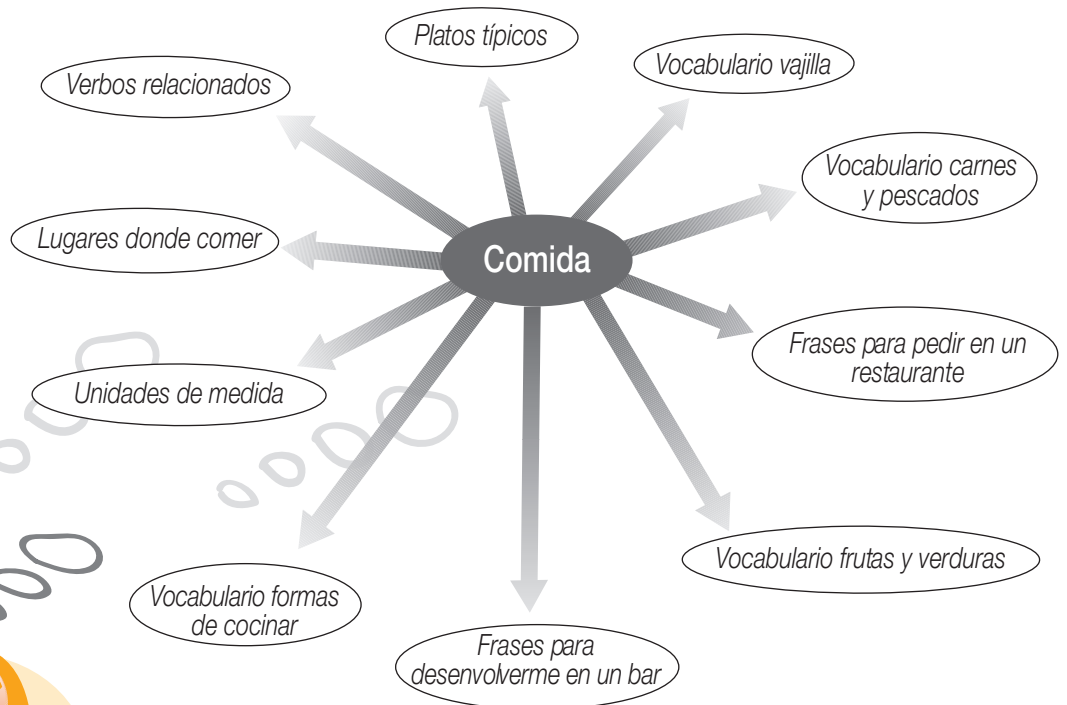 Platos típicos
Vocabulario vajilla
Verbos relacionados
Vocabulario carnes
y pescados
Lugares donde comer
Comida
Frases para pedir en un
restaurante
Unidades de medida
Vocabulario frutas y verduras
Vocabulario formas
de cocinar
Frases para
desenvolverme en un bar